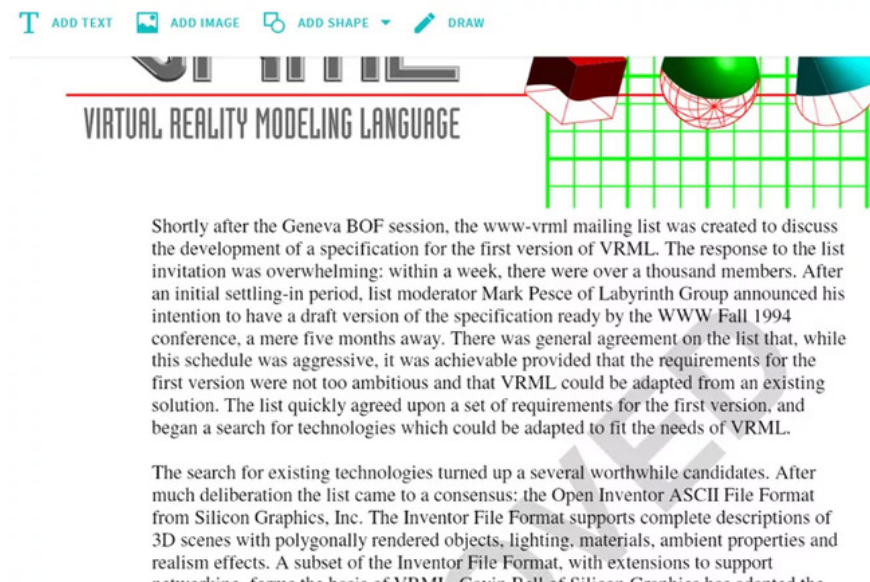 ADD TEXT ADD IMAGE ADD SHAPE DRAW
VIRTUAL REALITY MODELING LANGUAGE
Shortly after the Geneva BOF session, the www-vrml mailing list was created to discuss
the development of a specification for the first version of VRML. The response to the list
invitation was overwhelming: within a week, there were over a thousand members. After
an initial settling-in period, list moderator Mark Pesce of Labyrinth Group announced his
intention to have a draft version of the specification ready by the WWW Fall 1994
conference, a mere five months away. There was general agreement on the list that, while
this schedule was aggressive, it was achievable provided that the requirements for the
first version were not too ambitious and that VRML could be adapted from an existing
solution. The list quickly agreed upon a set of requirements for the first version, and
began a search for technologies which could be adapted to fit the needs of VRML.
The search for existing technologies turned up a several worthwhile candidates. After
much deliberation the list came to a consensus: the Open Inventor ASCII File Format
from Silicon Graphics, Inc. The Inventor File Format supports complete descriptions of
3D scenes with polygonally rendered objects, lighting, materials, ambient properties and
realism effects. A subset of the Inventor File Format, with extensions to support